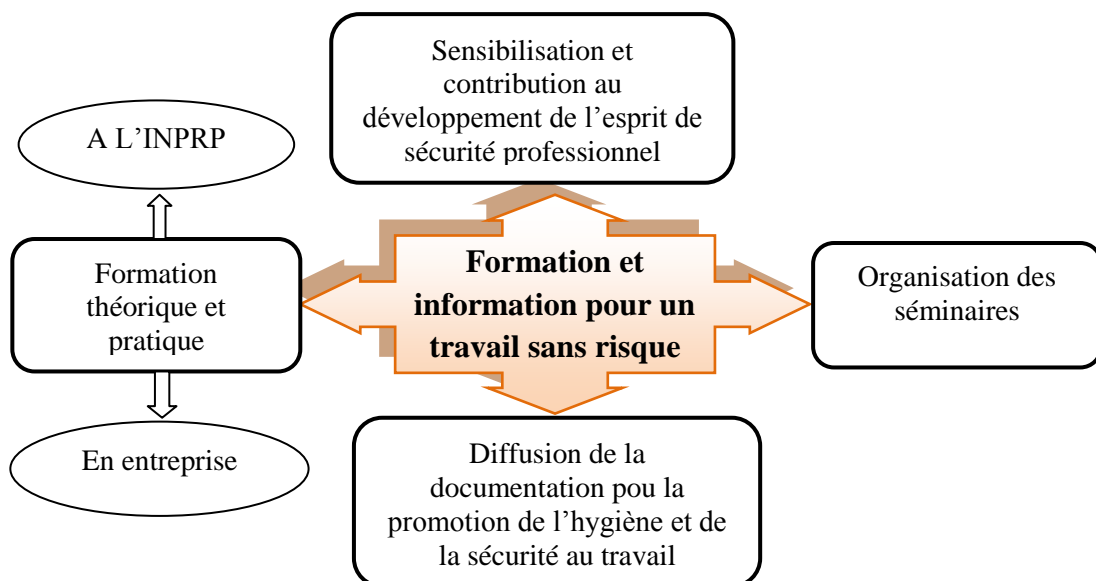 Sensibilisation et
contribution au
développement de l’esprit de
sécurité professionnel
A L’INPRP
Formation
théorique et
pratique
Formation et
information pour un
travail sans risque
Organisation des
séminaires
En entreprise
Diffusion de la
documentation pou la
promotion de l’hygiène et de
la sécurité au travail